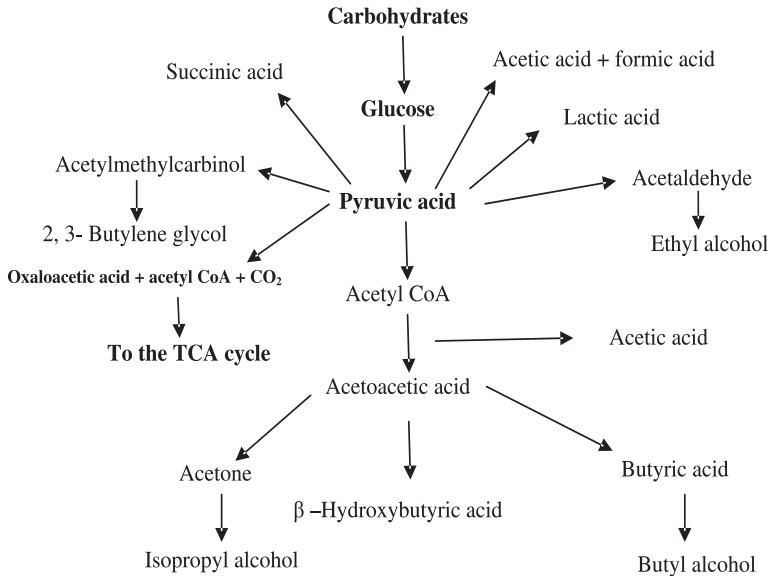 Carbohydrates
Acetic acid + formic acid
Succinic acid
Glucose
Lactic acid
Acetylmethylcarbinol
Acetaldehyde
Pyruvic acid
2, 3- Butylene glycol
Ethyl alcohol
Oxaloacetic acid + acetyl CoA + CO₂
Acetyl CoA
Acetic acid
To the TCA cycle
Acetoacetic acid
Acetone
Butyric acid
β –Hydroxybutyric acid
Isopropyl alcohol
Butyl alcohol